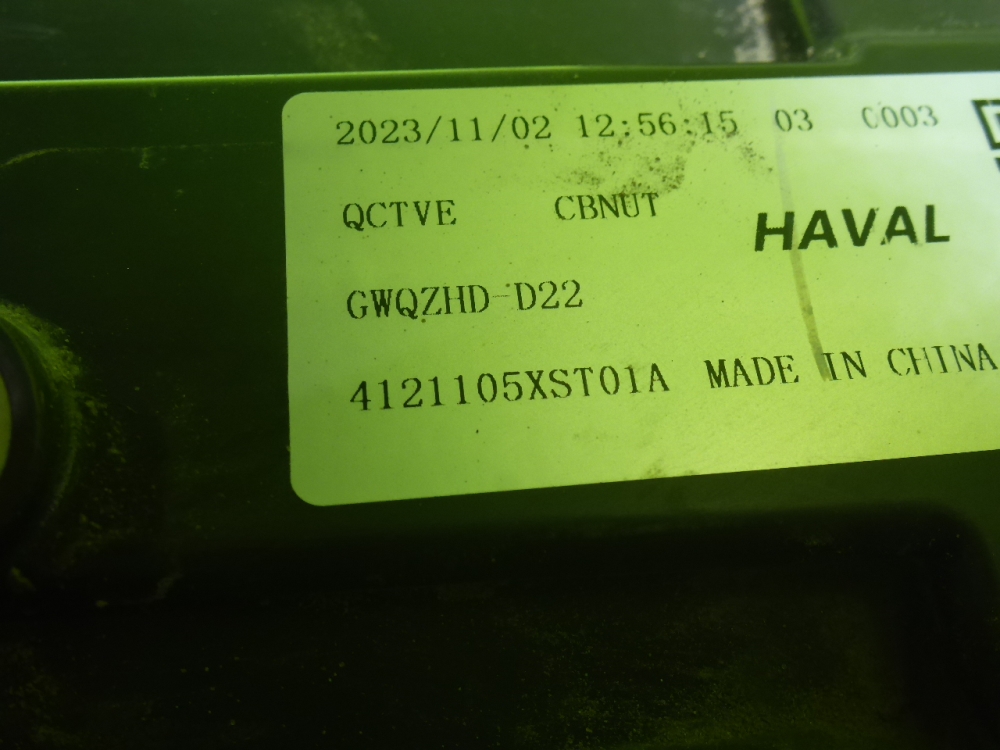 2023/11/02 12:56:15 03 C003
QCTVE CBNUT
HAVAL
GWQZHD-D22
4121105XST01A MADE IN CHINA